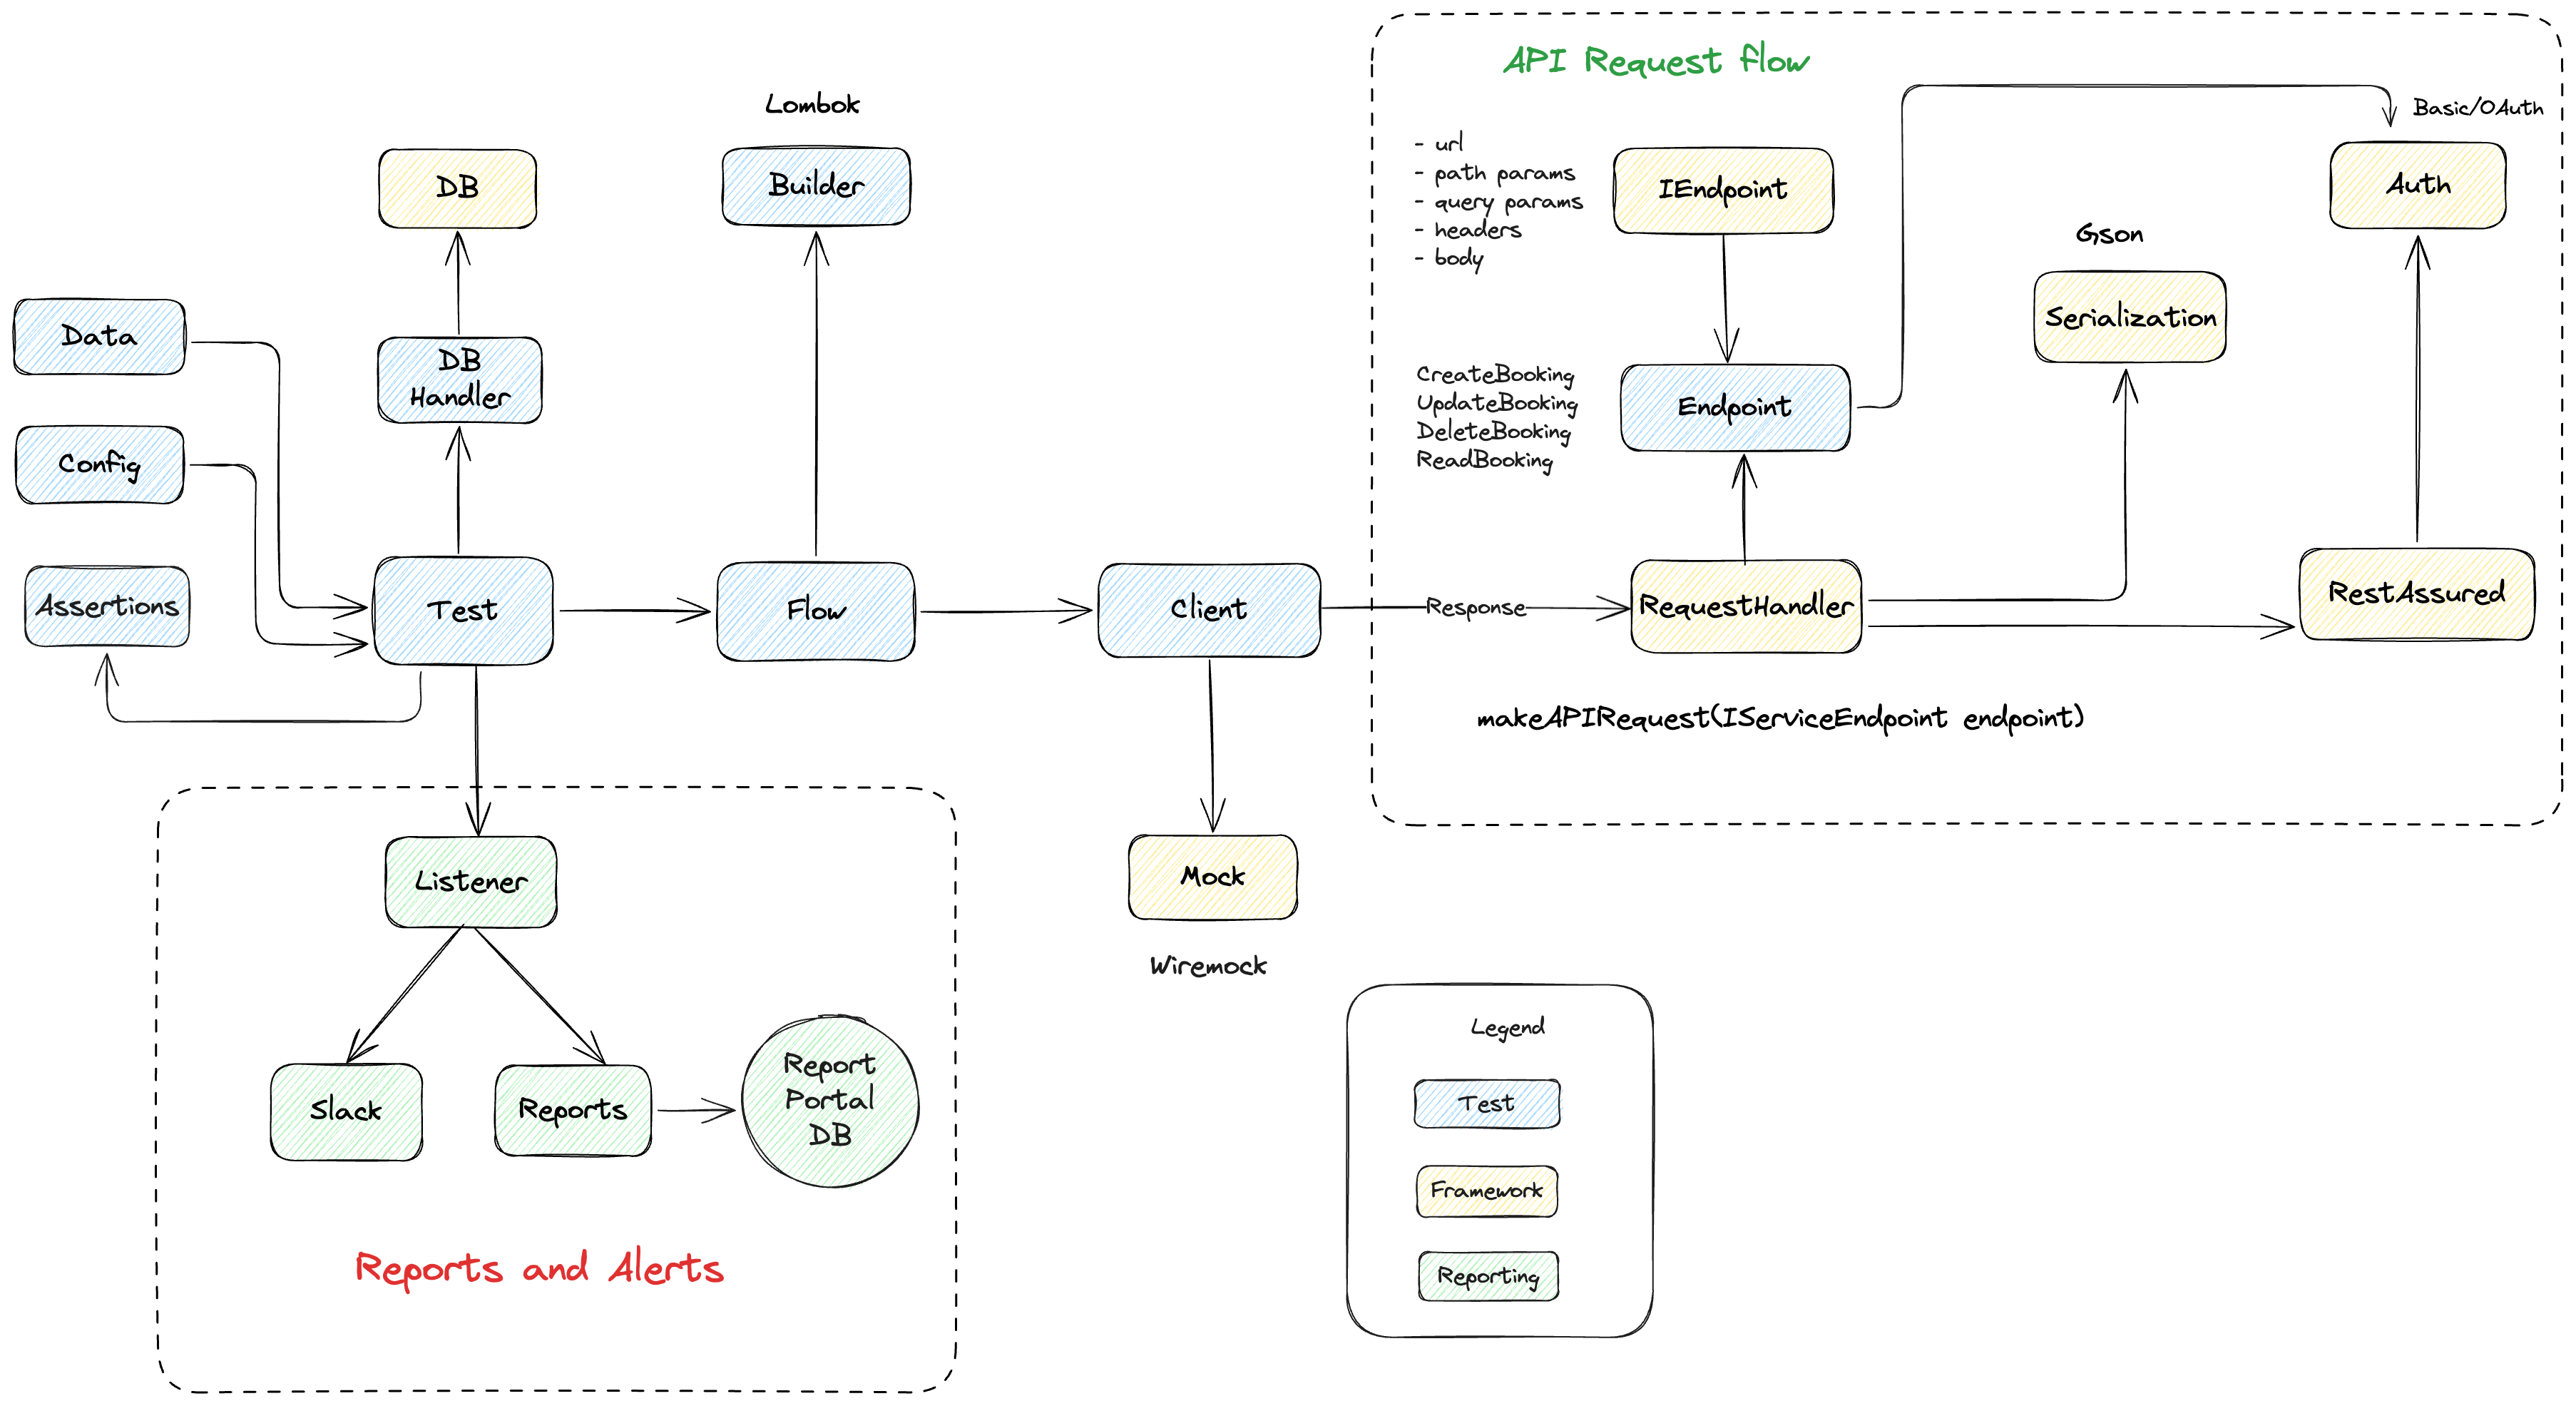 API Request flow
Lombok
Basic/OAuth
- url
- path params
- query params
- headers
- body
DB
Builder
IEndpoint
Auth
Gson
Data
DB
Handler
Serialization
CreateBooking
UpdateBooking
DeleteBooking
ReadBooking
Endpoint
Config
Assertions
Test
Flow
Client
Response
RequestHandler
RestAssured
makeAPIRequest(IServiceEndpoint endpoint)
Listener
Mock
Wiremock
Slack
Reports
Report
Portal
DB
Reports and Alerts
Legend
Test
Framework
Reporting